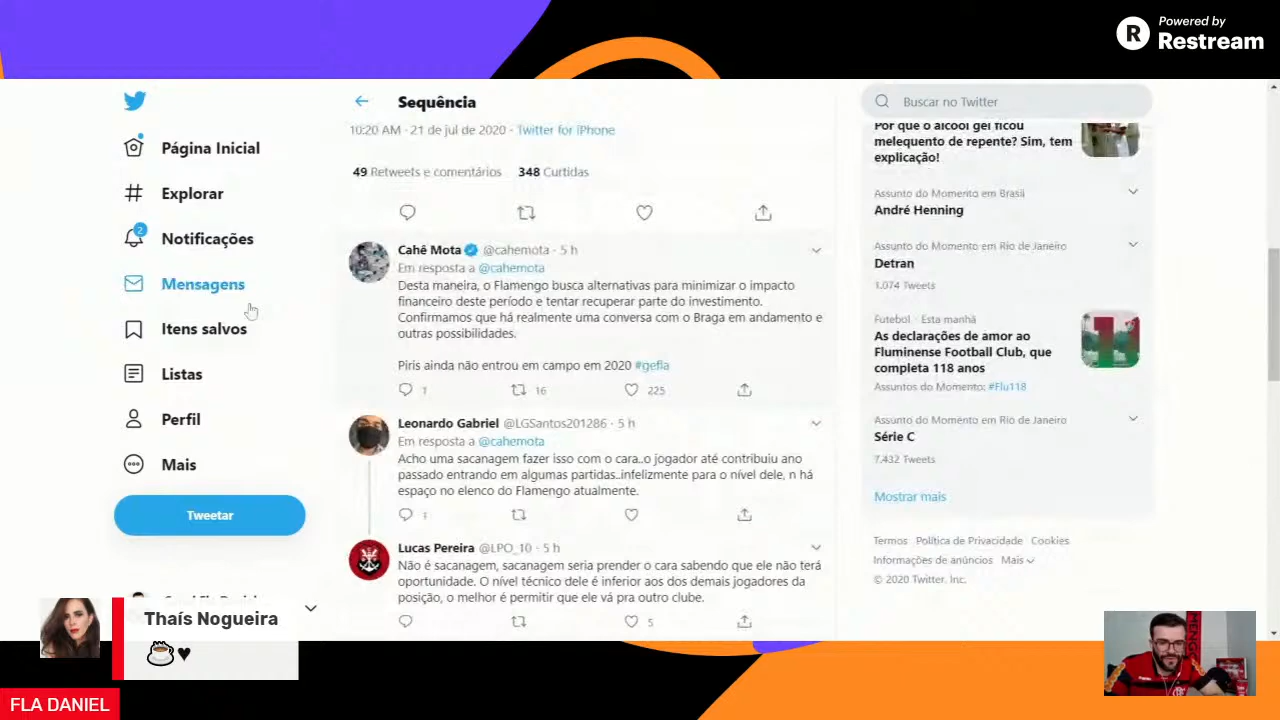 Powered by
Restream
Página Inicial
Explorar
2
Notificações
Mensagens
Itens salvos
Listas
Perfil
Mais
Tweetar
Sequência
10:20 AM · 21 de jul de 2020 · Twitter for iPhone
49 Retweets e comentários 348 Curtidas
Cahê Mota @cahemota · 5 h
Em resposta a @cahemota
Desta maneira, o Flamengo busca alternativas para minimizar o impacto
financeiro deste período e tentar recuperar parte do investimento.
Confirmamos que há realmente uma conversa com o Braga em andamento e
outras possibilidades.
Piris ainda não entrou em campo em 2020 #gefla
1 16 225
Leonardo Gabriel @LGSantos201286 · 5 h
Em resposta a @cahemota
Acho uma sacanagem fazer isso com o cara..o jogador até contribuiu ano
passado entrando em algumas partidas..infelizmente para o nível dele, n há
espaço no elenco do Flamengo atualmente.
1
Lucas Pereira @LPO_10 · 5 h
Não é sacanagem, sacanagem seria prender o cara sabendo que ele não terá
oportunidade. O nível técnico dele é inferior aos dos demais jogadores da
posição, o melhor é permitir que ele vá pra outro clube.
5
Buscar no Twitter
Por que o álcool gel ficou
melequento de repente? Sim, tem
explicação!
Assunto do Momento em Brasil
André Henning
Assunto do Momento em Rio de Janeiro
Detran
1.074 Tweets
Futebol · Esta manhã
As declarações de amor ao
Fluminense Football Club, que
completa 118 anos
Assuntos do Momento: #Flu118
Assunto do Momento em Rio de Janeiro
Série C
7.432 Tweets
Mostrar mais
Termos Política de Privacidade Cookies
Informações de anúncios Mais
© 2020 Twitter, Inc.
Thaís Nogueira
☕♥
FLA DANIEL